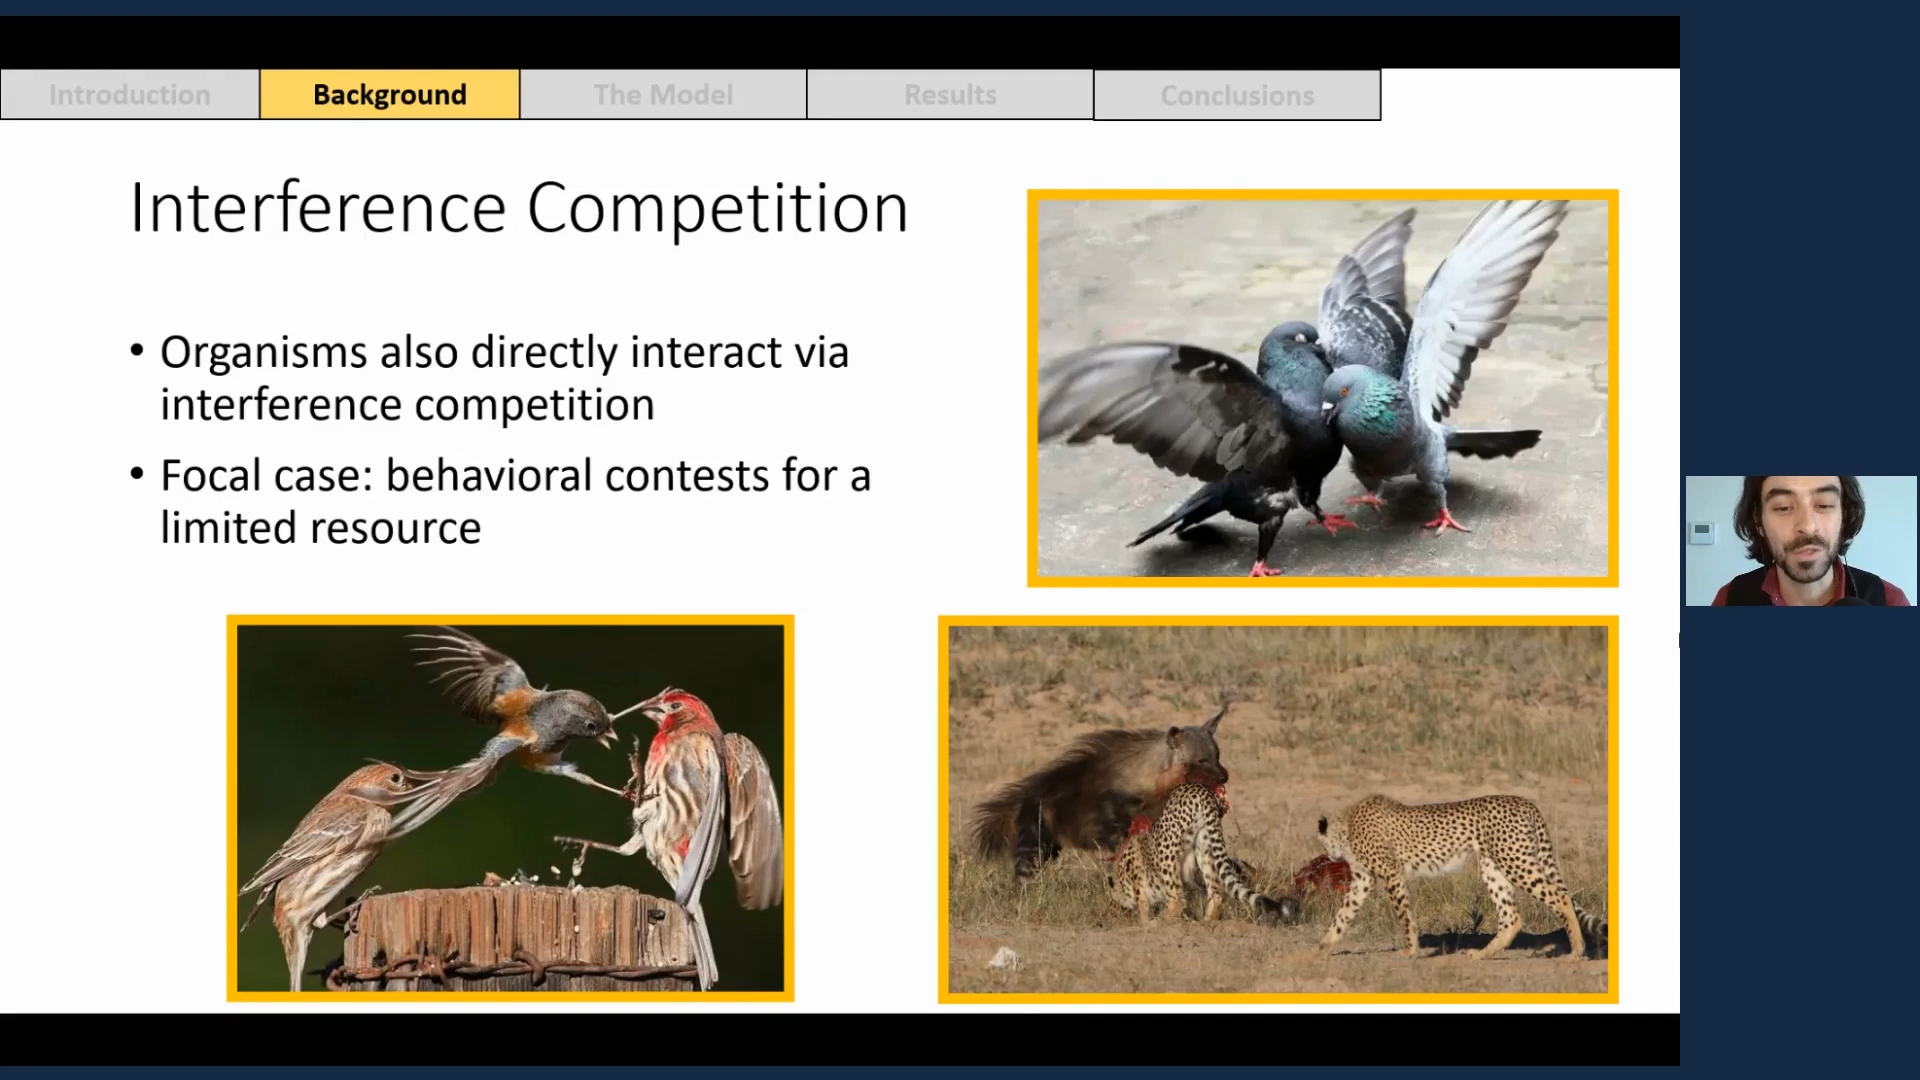 Introduction
Background
The Model
Results
Conclusions
Interference Competition
• Organisms also directly interact via
interference competition
• Focal case: behavioral contests for a
limited resource